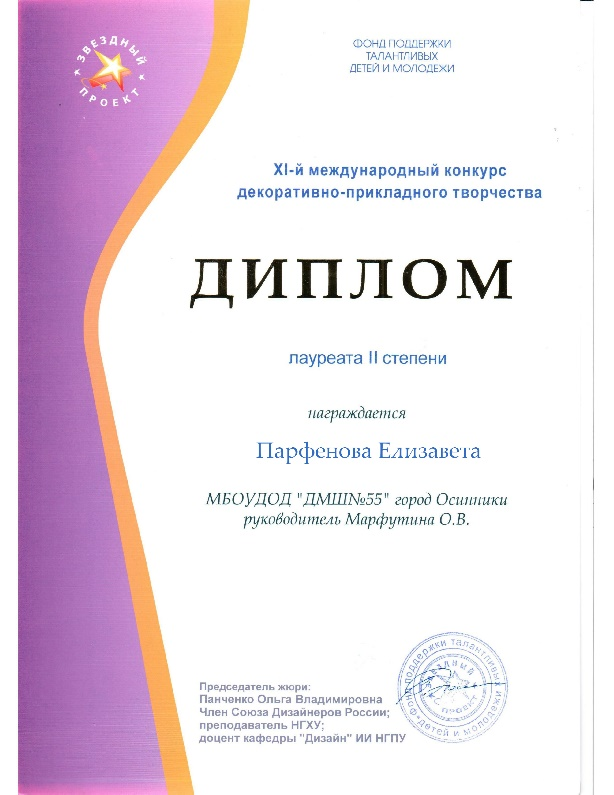 ЗВЕЗДНЫЙ
ПРОЕКТ
ФОНД ПОДДЕРЖКИ
ТАЛАНТЛИВЫХ
ДЕТЕЙ И МОЛОДЕЖИ
XI-й международный конкурс
декоративно-прикладного творчества
ДИПЛОМ
лауреата II степени
награждается
Парфенова Елизавета
МБОУДОД "ДМШ№55" город Осинники
руководитель Марфутина О.В.
Председатель жюри:
Панченко Ольга Владимировна
Член Союза Дизайнеров России;
преподаватель НГХУ;
доцент кафедры "Дизайн" ИИ НГПУ
фонд поддержки талантливых
детей и молодежи
ЗВЕЗДНЫЙ
ПРОЕКТ